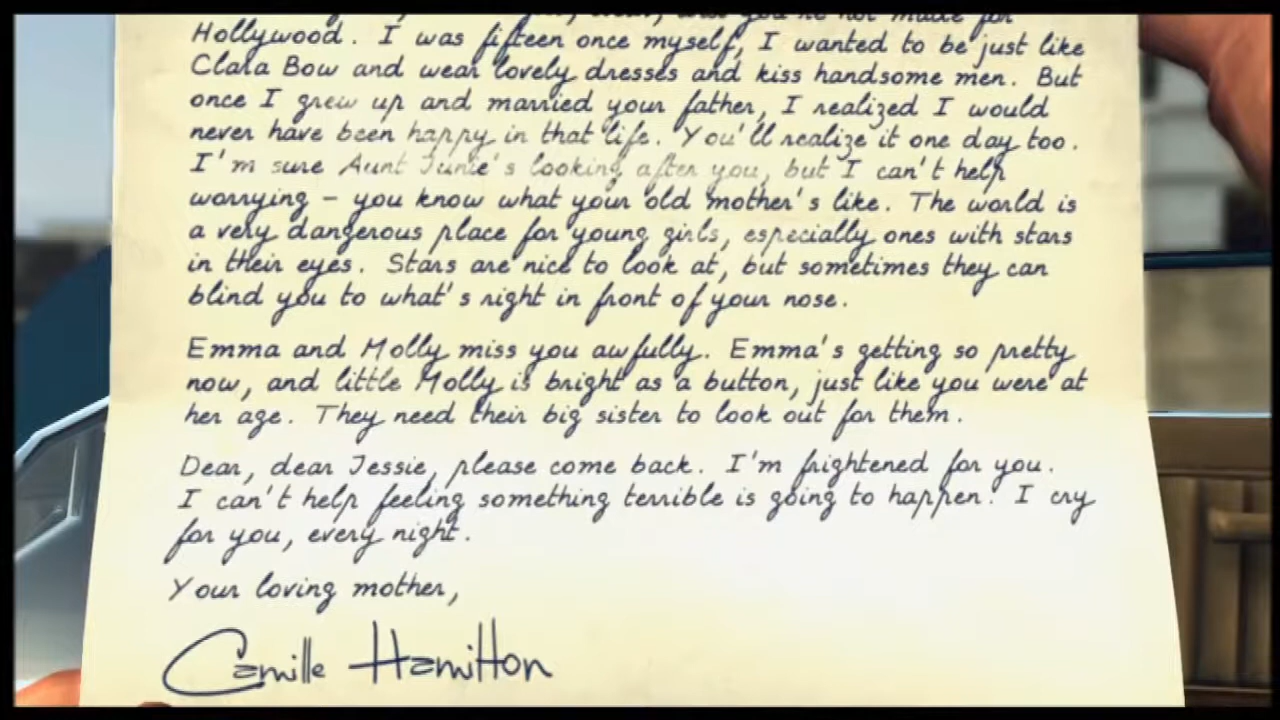 made for
Hollywood. I was fifteen once myself, I wanted to be just like
Clara Bow and wear lovely dresses and kiss handsome men. But
once I grew up and married your father, I realized I would
never have been happy in that life. You'll realize it one day too.
I'm sure Aunt Junie's looking after you, but I can't help
worrying - you know what your old mother's like. The world is
a very dangerous place for young girls, especially ones with stars
in their eyes. Stars are nice to look at, but sometimes they can
blind you to what's right in front of your nose.
Emma and Molly miss you awfully. Emma's getting so pretty
now, and little Molly is bright as a button, just like you were at
her age. They need their big sister to look out for them.
Dear, dear Jessie, please come back. I'm frightened for you.
I can't help feeling something terrible is going to happen. I cry
for you, every night.
Your loving mother,
Camille Hamilton